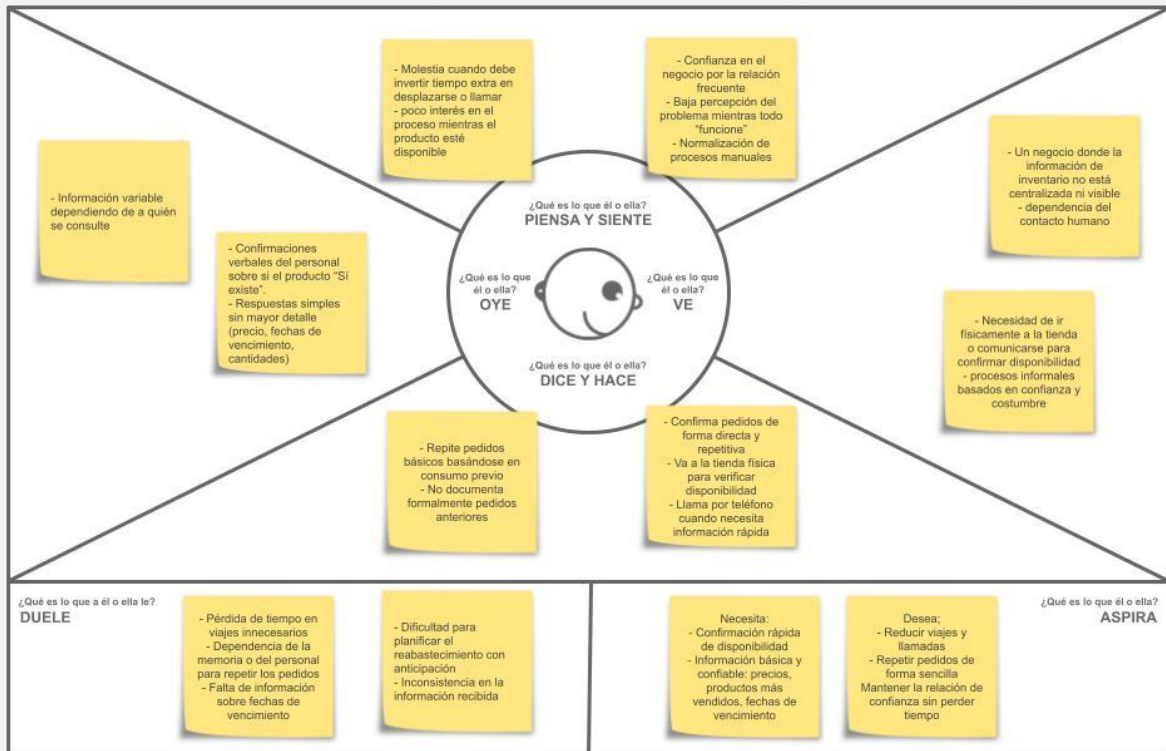 - Molestia cuando debe
invertir tiempo extra en
desplazarse o llamar
- poco interés en el
proceso mientras el
producto esté
disponible
- Confianza en el
negocio por la relación
frecuente
- Baja percepción del
problema mientras todo
“funcione”
- Normalización de
procesos manuales
- Información variable
dependiendo de a quién
se consulte
- Confirmaciones
verbales del personal
sobre si el producto “Sí
existe”.
- Respuestas simples
sin mayor detalle
(precio, fechas de
vencimiento,
cantidades)
¿Qué es lo que él o ella?
PIENSA Y SIENTE
¿Qué es lo que
él o ella?
OYE
¿Qué es lo que
él o ella?
VE
¿Qué es lo que él o ella?
DICE Y HACE
- Un negocio donde la
información de
inventario no está
centralizada ni visible
- dependencia del
contacto humano
- Necesidad de ir
físicamente a la tienda
o comunicarse para
confirmar disponibilidad
- procesos informales
basados en confianza y
costumbre
- Repite pedidos
básicos basándose en
consumo previo
- No documenta
formalmente pedidos
anteriores
- Confirma pedidos de
forma directa y
repetitiva
- Va a la tienda física
para verificar
disponibilidad
- Llama por teléfono
cuando necesita
información rápida
¿Qué es lo que a él o ella le?
DUELE
- Pérdida de tiempo en
viajes innecesarios
- Dependencia de la
memoria o del personal
para repetir los pedidos
- Falta de información
sobre fechas de
vencimiento
- Dificultad para
planificar el
reabastecimiento con
anticipación
- Inconsistencia en la
información recibida
Necesita:
- Confirmación rápida
de disponibilidad
- Información básica y
confiable: precios,
productos más
vendidos, fechas de
vencimiento
Desea;
- Reducir viajes y
llamadas
- Repetir pedidos de
forma sencilla
Mantener la relación de
confianza sin perder
tiempo
¿Qué es lo que él o ella?
ASPIRA